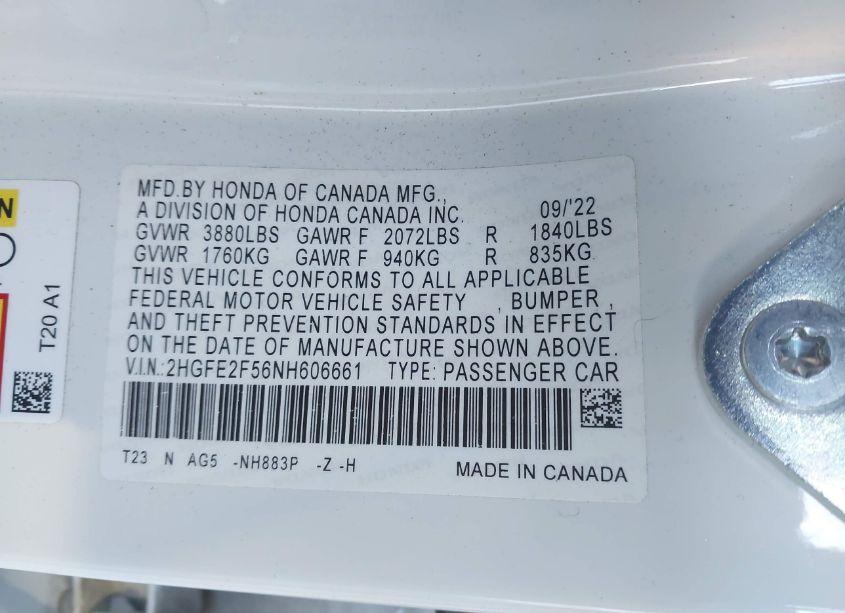 N
O
T20 A1
MFD.BY HONDA OF CANADA MFG.,
A DIVISION OF HONDA CANADA INC. 09/'22
GVWR 3880LBS GAWR F 2072LBS R 1840LBS
GVWR 1760KG GAWR F 940KG R 835KG
THIS VEHICLE CONFORMS TO ALL APPLICABLE
FEDERAL MOTOR VEHICLE SAFETY , BUMPER ,
AND THEFT PREVENTION STANDARDS IN EFFECT
ON THE DATE OF MANUFACTURE SHOWN ABOVE.
V.I.N.:2HGFE2F56NH606661 TYPE: PASSENGER CAR
T23 N AG5 -NH883P -Z -H
MADE IN CANADA